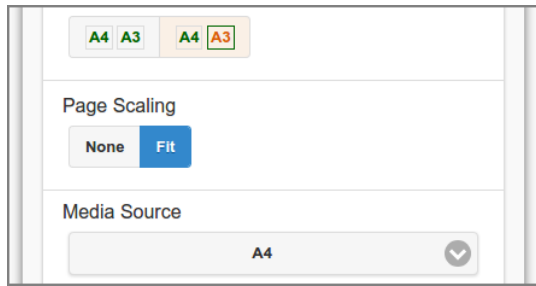 A4 A3 A4 A3
Page Scaling
None Fit
Media Source
A4